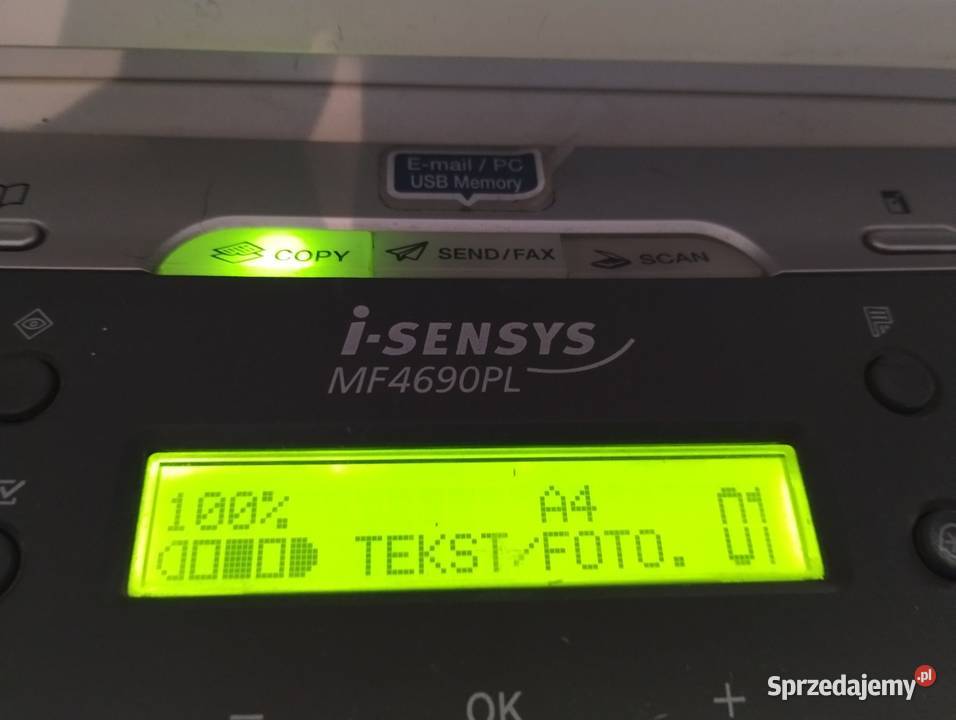 E-mail / PC
USB Memory
COPY SEND/FAX SCAN
i-SENSYS
MF4690PL
100% A4 01
TEKST/FOTO.
- OK +
Sprzedajemy.pl